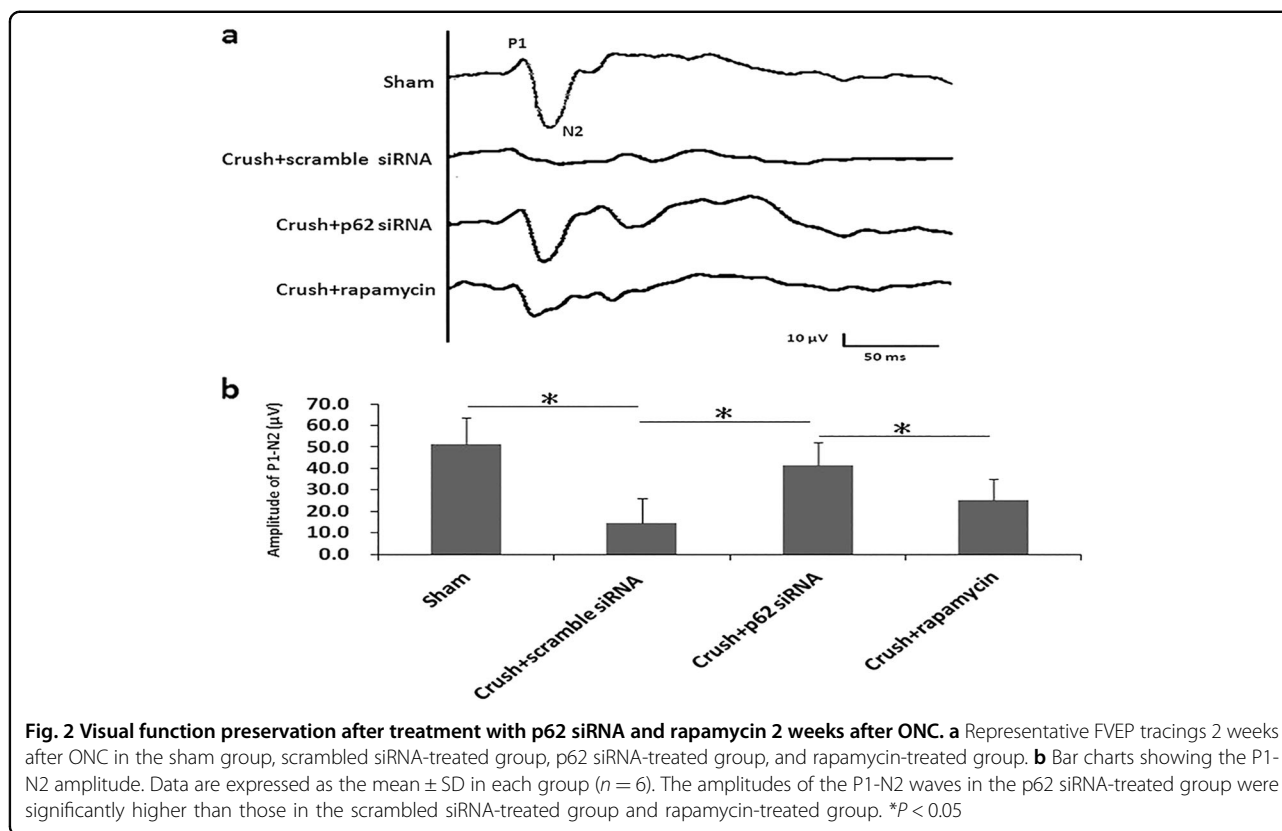 a
P1
Sham
N2
Crush+scramble siRNA
Crush+p62 siRNA
Crush+rapamycin
10 µV
50 ms
b
Amplitude of P1-N2 (µV)
70.0
60.0
50.0
40.0
30.0
20.0
10.0
0.0
*
*
*
Sham
Crush+scramble siRNA
Crush+p62 siRNA
Crush+rapamycin
Fig. 2 Visual function preservation after treatment with p62 siRNA and rapamycin 2 weeks after ONC. a Representative FVEP tracings 2 weeks
after ONC in the sham group, scrambled siRNA-treated group, p62 siRNA-treated group, and rapamycin-treated group. b Bar charts showing the P1-
N2 amplitude. Data are expressed as the mean ± SD in each group (n = 6). The amplitudes of the P1-N2 waves in the p62 siRNA-treated group were
significantly higher than those in the scrambled siRNA-treated group and rapamycin-treated group. *P < 0.05